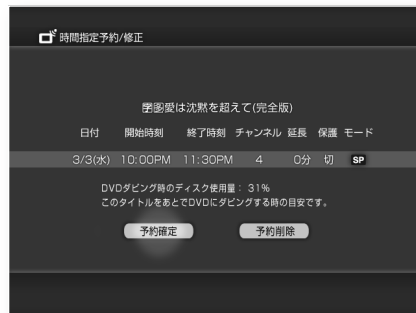 時間指定予約/修正
愛は沈黙を超えて(完全版)
日付 開始時刻 終了時刻 チャンネル 延長 保護 モード
3/3(水) 10:00PM 11:30PM 4 0分 切 SP
DVDダビング時のディスク使用量： 31%
このタイトルをあとでDVDにダビングする時の目安です。
予約確定 予約削除